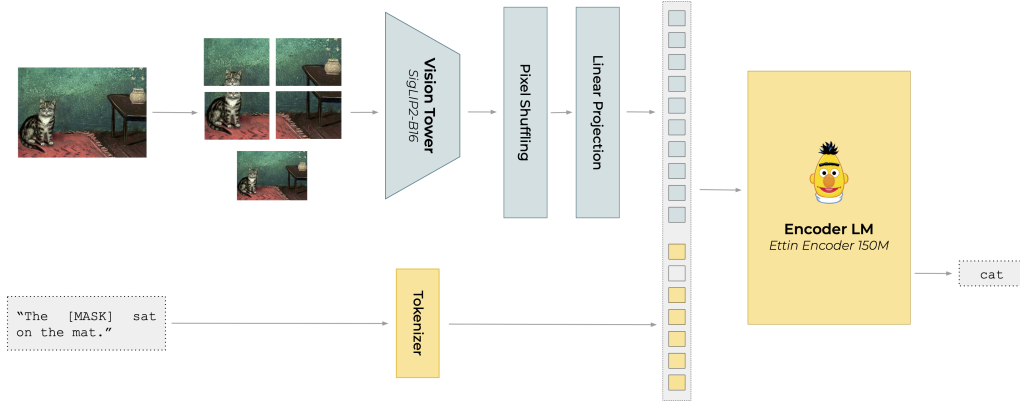 Vision Tower
SigLIP2-B16
Pixel Shuffling
Linear Projection
Encoder LM
Ettin Encoder 150M
cat
“The [MASK] sat
on the mat.”
Tokenizer